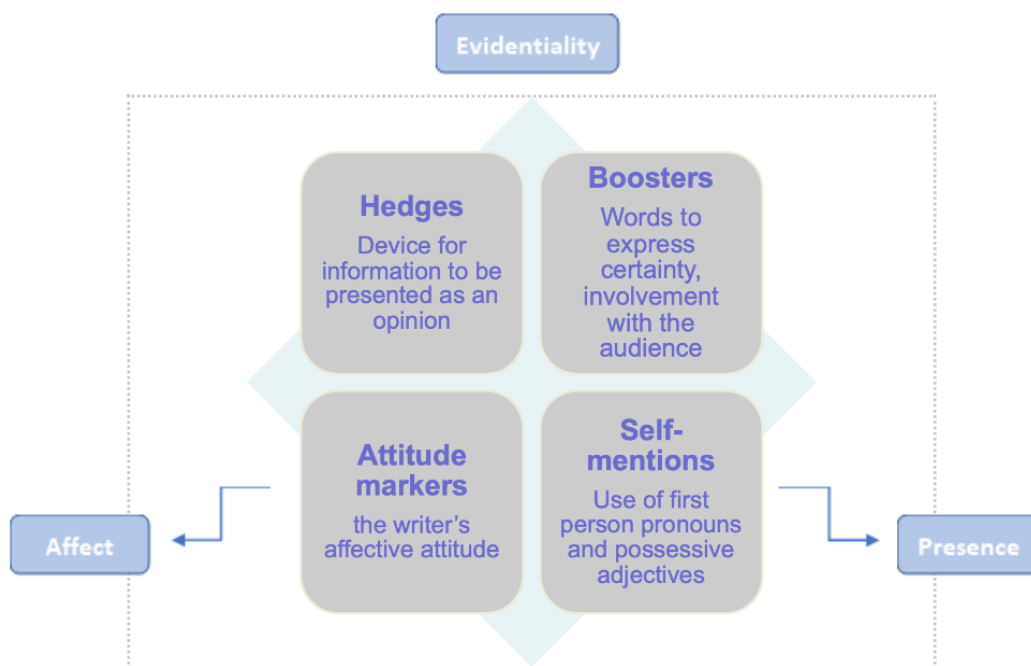 Evidentiality
Hedges
Device for
information to be
presented as an
opinion
Boosters
Words to
express
certainty,
involvement
with the
audience
Attitude
markers
the writer's
affective attitude
Self-
mentions
Use of first
person pronouns
and possessive
adjectives
Affect
Presence